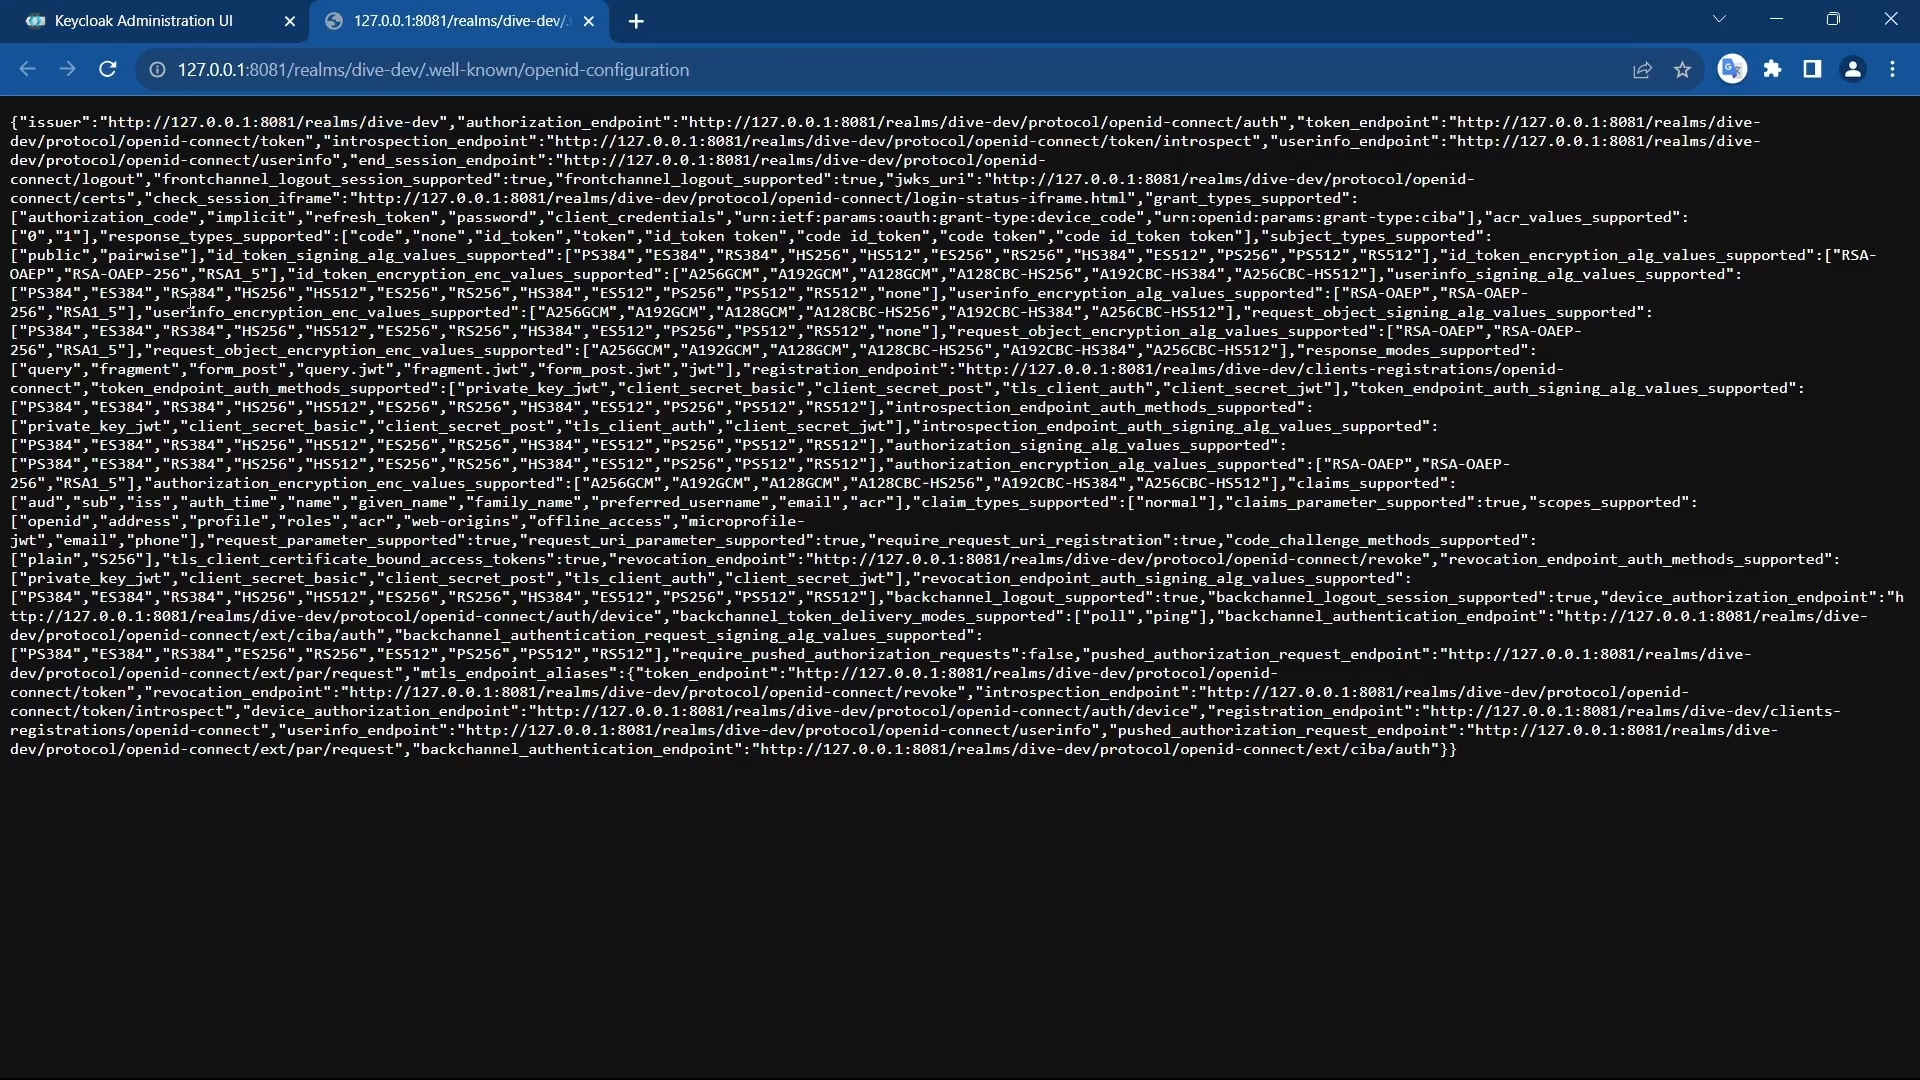 Keycloak Administration UI
127.0.0.1:8081/realms/dive-dev/.
127.0.0.1:8081/realms/dive-dev/.well-known/openid-configuration
{"issuer":"http://127.0.0.1:8081/realms/dive-dev","authorization_endpoint":"http://127.0.0.1:8081/realms/dive-dev/protocol/openid-connect/auth","token_endpoint":"http://127.0.0.1:8081/realms/dive-
dev/protocol/openid-connect/token","introspection_endpoint":"http://127.0.0.1:8081/realms/dive-dev/protocol/openid-connect/token/introspect","userinfo_endpoint":"http://127.0.0.1:8081/realms/dive-
dev/protocol/openid-connect/userinfo","end_session_endpoint":"http://127.0.0.1:8081/realms/dive-dev/protocol/openid-
connect/logout","frontchannel_logout_session_supported":true,"frontchannel_logout_supported":true,"jwks_uri":"http://127.0.0.1:8081/realms/dive-dev/protocol/openid-
connect/certs","check_session_iframe":"http://127.0.0.1:8081/realms/dive-dev/protocol/openid-connect/login-status-iframe.html","grant_types_supported":
["authorization_code","implicit","refresh_token","password","client_credentials","urn:ietf:params:oauth:grant-type:device_code","urn:openid:params:grant-type:ciba"],"acr_values_supported":
["0","1"],"response_types_supported":["code","none","id_token","token","id_token token","code id_token","code token","code id_token token"],"subject_types_supported":
["public","pairwise"],"id_token_signing_alg_values_supported":["PS384","ES384","RS384","HS256","HS512","ES256","RS256","HS384","ES512","PS256","PS512","RS512"],"id_token_encryption_alg_values_supported":["RSA-
OAEP","RSA-OAEP-256","RSA1_5"],"id_token_encryption_enc_values_supported":["A256GCM","A192GCM","A128GCM","A128CBC-HS256","A192CBC-HS384","A256CBC-HS512"],"userinfo_signing_alg_values_supported":
["PS384","ES384","RS384","HS256","HS512","ES256","RS256","HS384","ES512","PS256","PS512","RS512","none"],"userinfo_encryption_alg_values_supported":["RSA-OAEP","RSA-OAEP-
256","RSA1_5"],"userinfo_encryption_enc_values_supported":["A256GCM","A192GCM","A128GCM","A128CBC-HS256","A192CBC-HS384","A256CBC-HS512"],"request_object_signing_alg_values_supported":
["PS384","ES384","RS384","HS256","HS512","ES256","RS256","HS384","ES512","PS256","PS512","RS512","none"],"request_object_encryption_alg_values_supported":["RSA-OAEP","RSA-OAEP-
256","RSA1_5"],"request_object_encryption_enc_values_supported":["A256GCM","A192GCM","A128GCM","A128CBC-HS256","A192CBC-HS384","A256CBC-HS512"],"response_modes_supported":
["query","fragment","form_post","query.jwt","fragment.jwt","form_post.jwt","jwt"],"registration_endpoint":"http://127.0.0.1:8081/realms/dive-dev/clients-registrations/openid-
connect","token_endpoint_auth_methods_supported":["private_key_jwt","client_secret_basic","client_secret_post","tls_client_auth","client_secret_jwt"],"token_endpoint_auth_signing_alg_values_supported":
["PS384","ES384","RS384","HS256","HS512","ES256","RS256","HS384","ES512","PS256","PS512","RS512"],"introspection_endpoint_auth_methods_supported":
["private_key_jwt","client_secret_basic","client_secret_post","tls_client_auth","client_secret_jwt"],"introspection_endpoint_auth_signing_alg_values_supported":
["PS384","ES384","RS384","HS256","HS512","ES256","RS256","HS384","ES512","PS256","PS512","RS512"],"authorization_signing_alg_values_supported":
["PS384","ES384","RS384","HS256","HS512","ES256","RS256","HS384","ES512","PS256","PS512","RS512"],"authorization_encryption_alg_values_supported":["RSA-OAEP","RSA-OAEP-
256","RSA1_5"],"authorization_encryption_enc_values_supported":["A256GCM","A192GCM","A128GCM","A128CBC-HS256","A192CBC-HS384","A256CBC-HS512"],"claims_supported":
["aud","sub","iss","auth_time","name","given_name","family_name","preferred_username","email","acr"],"claim_types_supported":["normal"],"claims_parameter_supported":true,"scopes_supported":
["openid","address","profile","roles","acr","web-origins","offline_access","microprofile-
jwt","email","phone"],"request_parameter_supported":true,"request_uri_parameter_supported":true,"require_request_uri_registration":true,"code_challenge_methods_supported":
["plain","S256"],"tls_client_certificate_bound_access_tokens":true,"revocation_endpoint":"http://127.0.0.1:8081/realms/dive-dev/protocol/openid-connect/revoke","revocation_endpoint_auth_methods_supported":
["private_key_jwt","client_secret_basic","client_secret_post","tls_client_auth","client_secret_jwt"],"revocation_endpoint_auth_signing_alg_values_supported":
["PS384","ES384","RS384","HS256","HS512","ES256","RS256","HS384","ES512","PS256","PS512","RS512"],"backchannel_logout_supported":true,"backchannel_logout_session_supported":true,"device_authorization_endpoint":"h
ttp://127.0.0.1:8081/realms/dive-dev/protocol/openid-connect/auth/device","backchannel_token_delivery_modes_supported":["poll","ping"],"backchannel_authentication_endpoint":"http://127.0.0.1:8081/realms/dive-
dev/protocol/openid-connect/ext/ciba/auth","backchannel_authentication_request_signing_alg_values_supported":
["PS384","ES384","RS384","ES256","RS256","ES512","PS256","PS512","RS512"],"require_pushed_authorization_requests":false,"pushed_authorization_request_endpoint":"http://127.0.0.1:8081/realms/dive-
dev/protocol/openid-connect/ext/par/request","mtls_endpoint_aliases":{"token_endpoint":"http://127.0.0.1:8081/realms/dive-dev/protocol/openid-
connect/token","revocation_endpoint":"http://127.0.0.1:8081/realms/dive-dev/protocol/openid-connect/revoke","introspection_endpoint":"http://127.0.0.1:8081/realms/dive-dev/protocol/openid-
connect/token/introspect","device_authorization_endpoint":"http://127.0.0.1:8081/realms/dive-dev/protocol/openid-connect/auth/device","registration_endpoint":"http://127.0.0.1:8081/realms/dive-dev/clients-
registrations/openid-connect","userinfo_endpoint":"http://127.0.0.1:8081/realms/dive-dev/protocol/openid-connect/userinfo","pushed_authorization_request_endpoint":"http://127.0.0.1:8081/realms/dive-
dev/protocol/openid-connect/ext/par/request","backchannel_authentication_endpoint":"http://127.0.0.1:8081/realms/dive-dev/protocol/openid-connect/ext/ciba/auth"}}